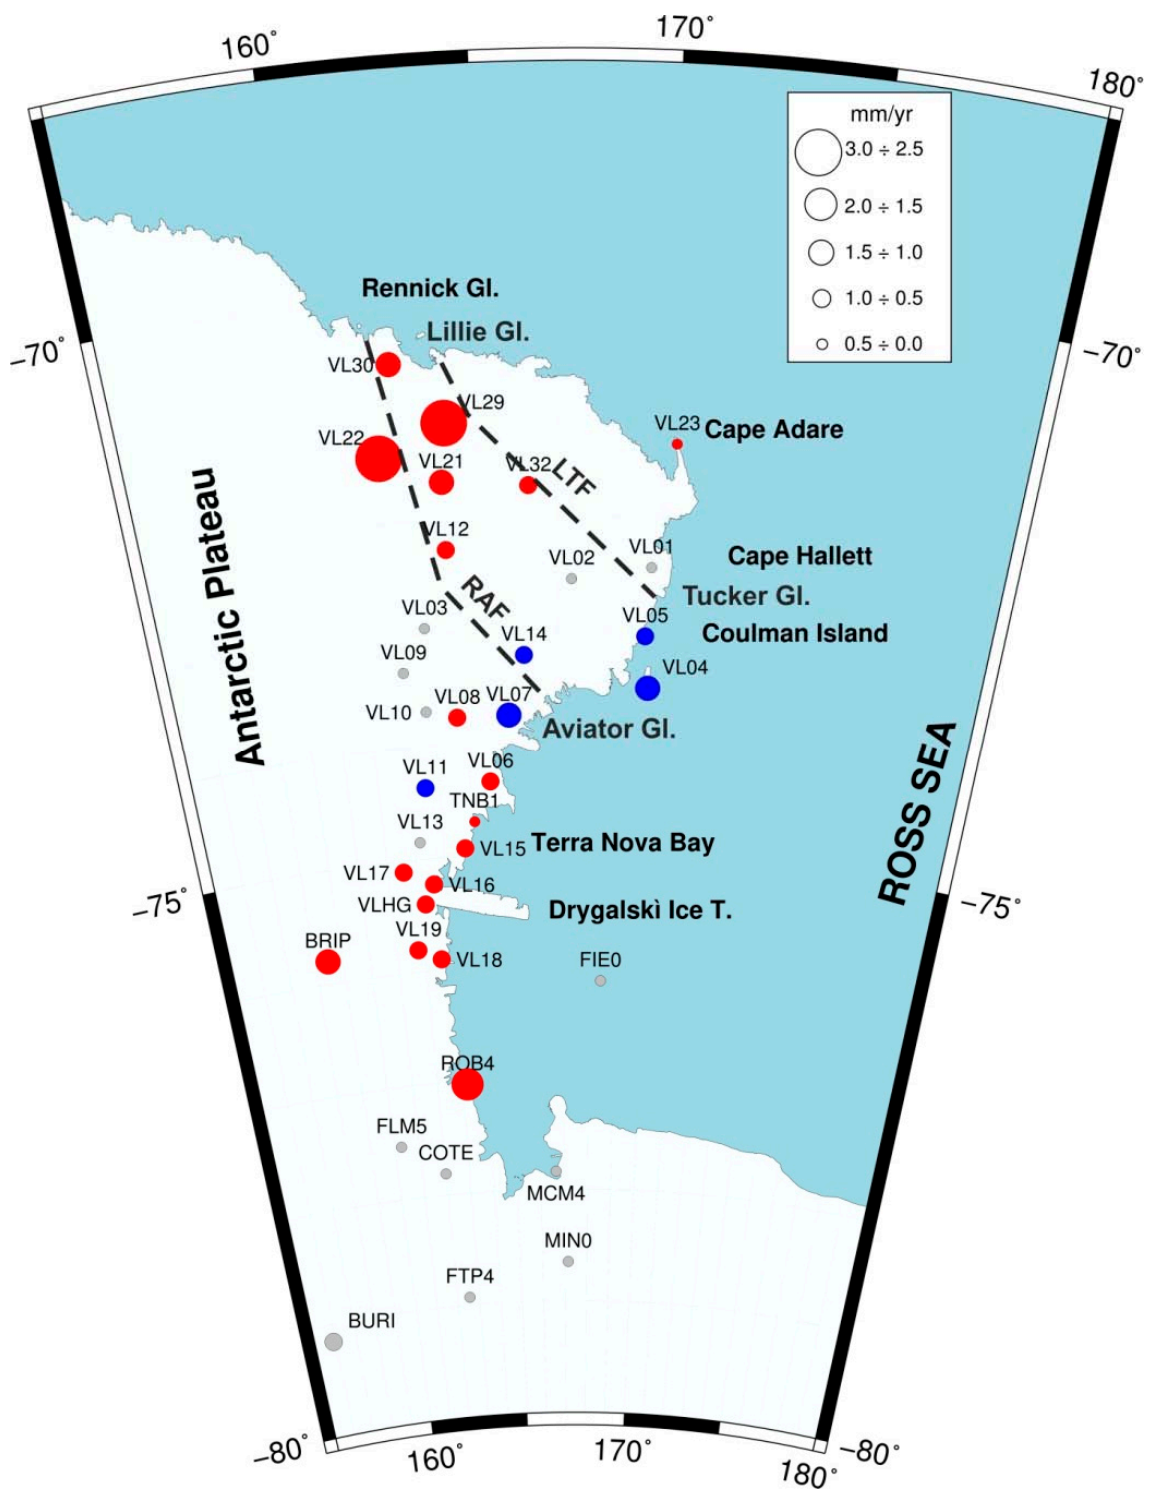 160°
170°
180°
mm/yr
3.0 ÷ 2.5
2.0 ÷ 1.5
1.5 ÷ 1.0
1.0 ÷ 0.5
0.5 ÷ 0.0
Rennick Gl.
Lillie Gl.
−70°
−70°
VL30
VL29
VL23
Cape Adare
VL22
VL21
VL32
LTF
VL12
VL02
VL01
Cape Hallett
Antarctic Plateau
RAF
Tucker Gl.
VL03
VL14
VL05
Coulman Island
VL09
VL04
VL08
VL07
VL10
Aviator Gl.
VL11
VL06
TNB1
VL13
VL15
Terra Nova Bay
ROSS SEA
VL17
VL16
VLHG
Drygalskì Ice T.
−75°
−75°
VL19
BRIP
VL18
FIE0
ROB4
FLM5
COTE
MCM4
MIN0
FTP4
BURI
−80°
−80°
160°
170°
180°